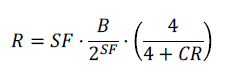 R = SF · B/2^SF · (4/(4 + CR))